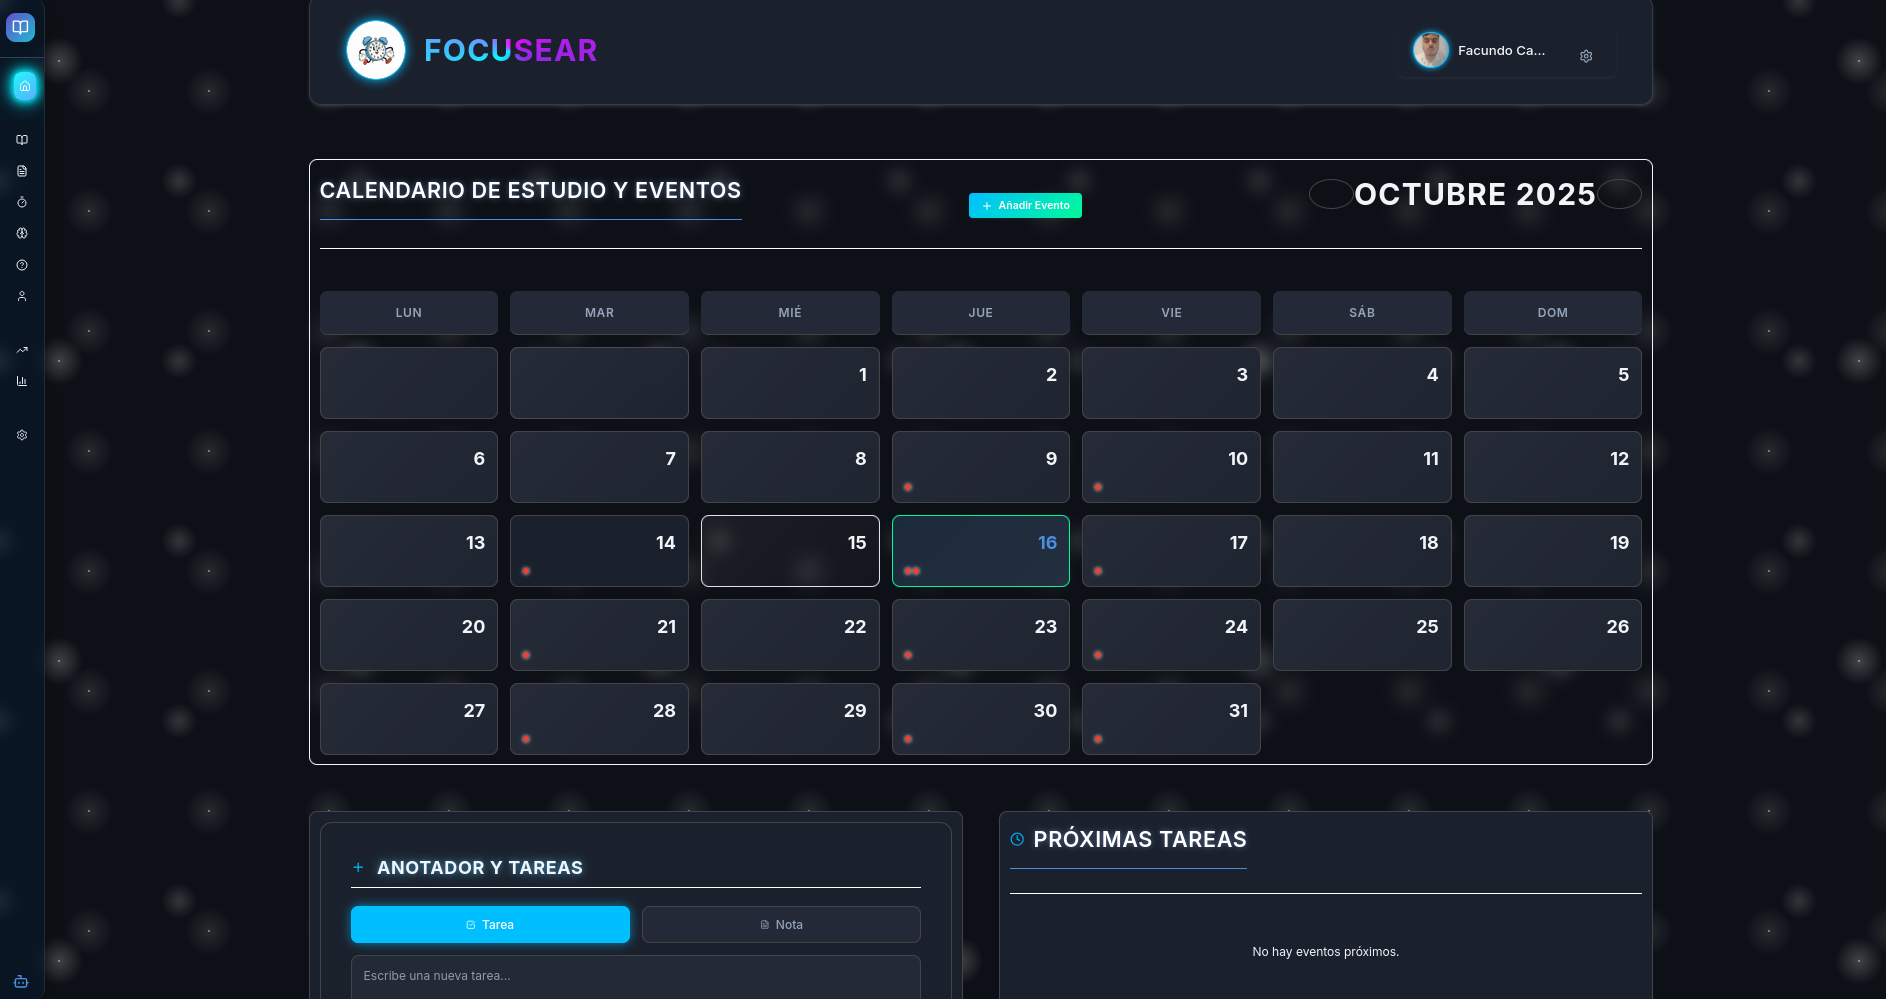 FOCUSEAR
Facundo Ca...
CALENDARIO DE ESTUDIO Y EVENTOS
+ Añadir Evento
OCTUBRE 2025
LUN MAR MIÉ JUE VIE SÁB DOM
1 2 3 4 5
6 7 8 9 10 11 12
13 14 15 16 17 18 19
20 21 22 23 24 25 26
27 28 29 30 31
+ ANOTADOR Y TAREAS
Tarea
Nota
Escribe una nueva tarea...
PRÓXIMAS TAREAS
No hay eventos próximos.